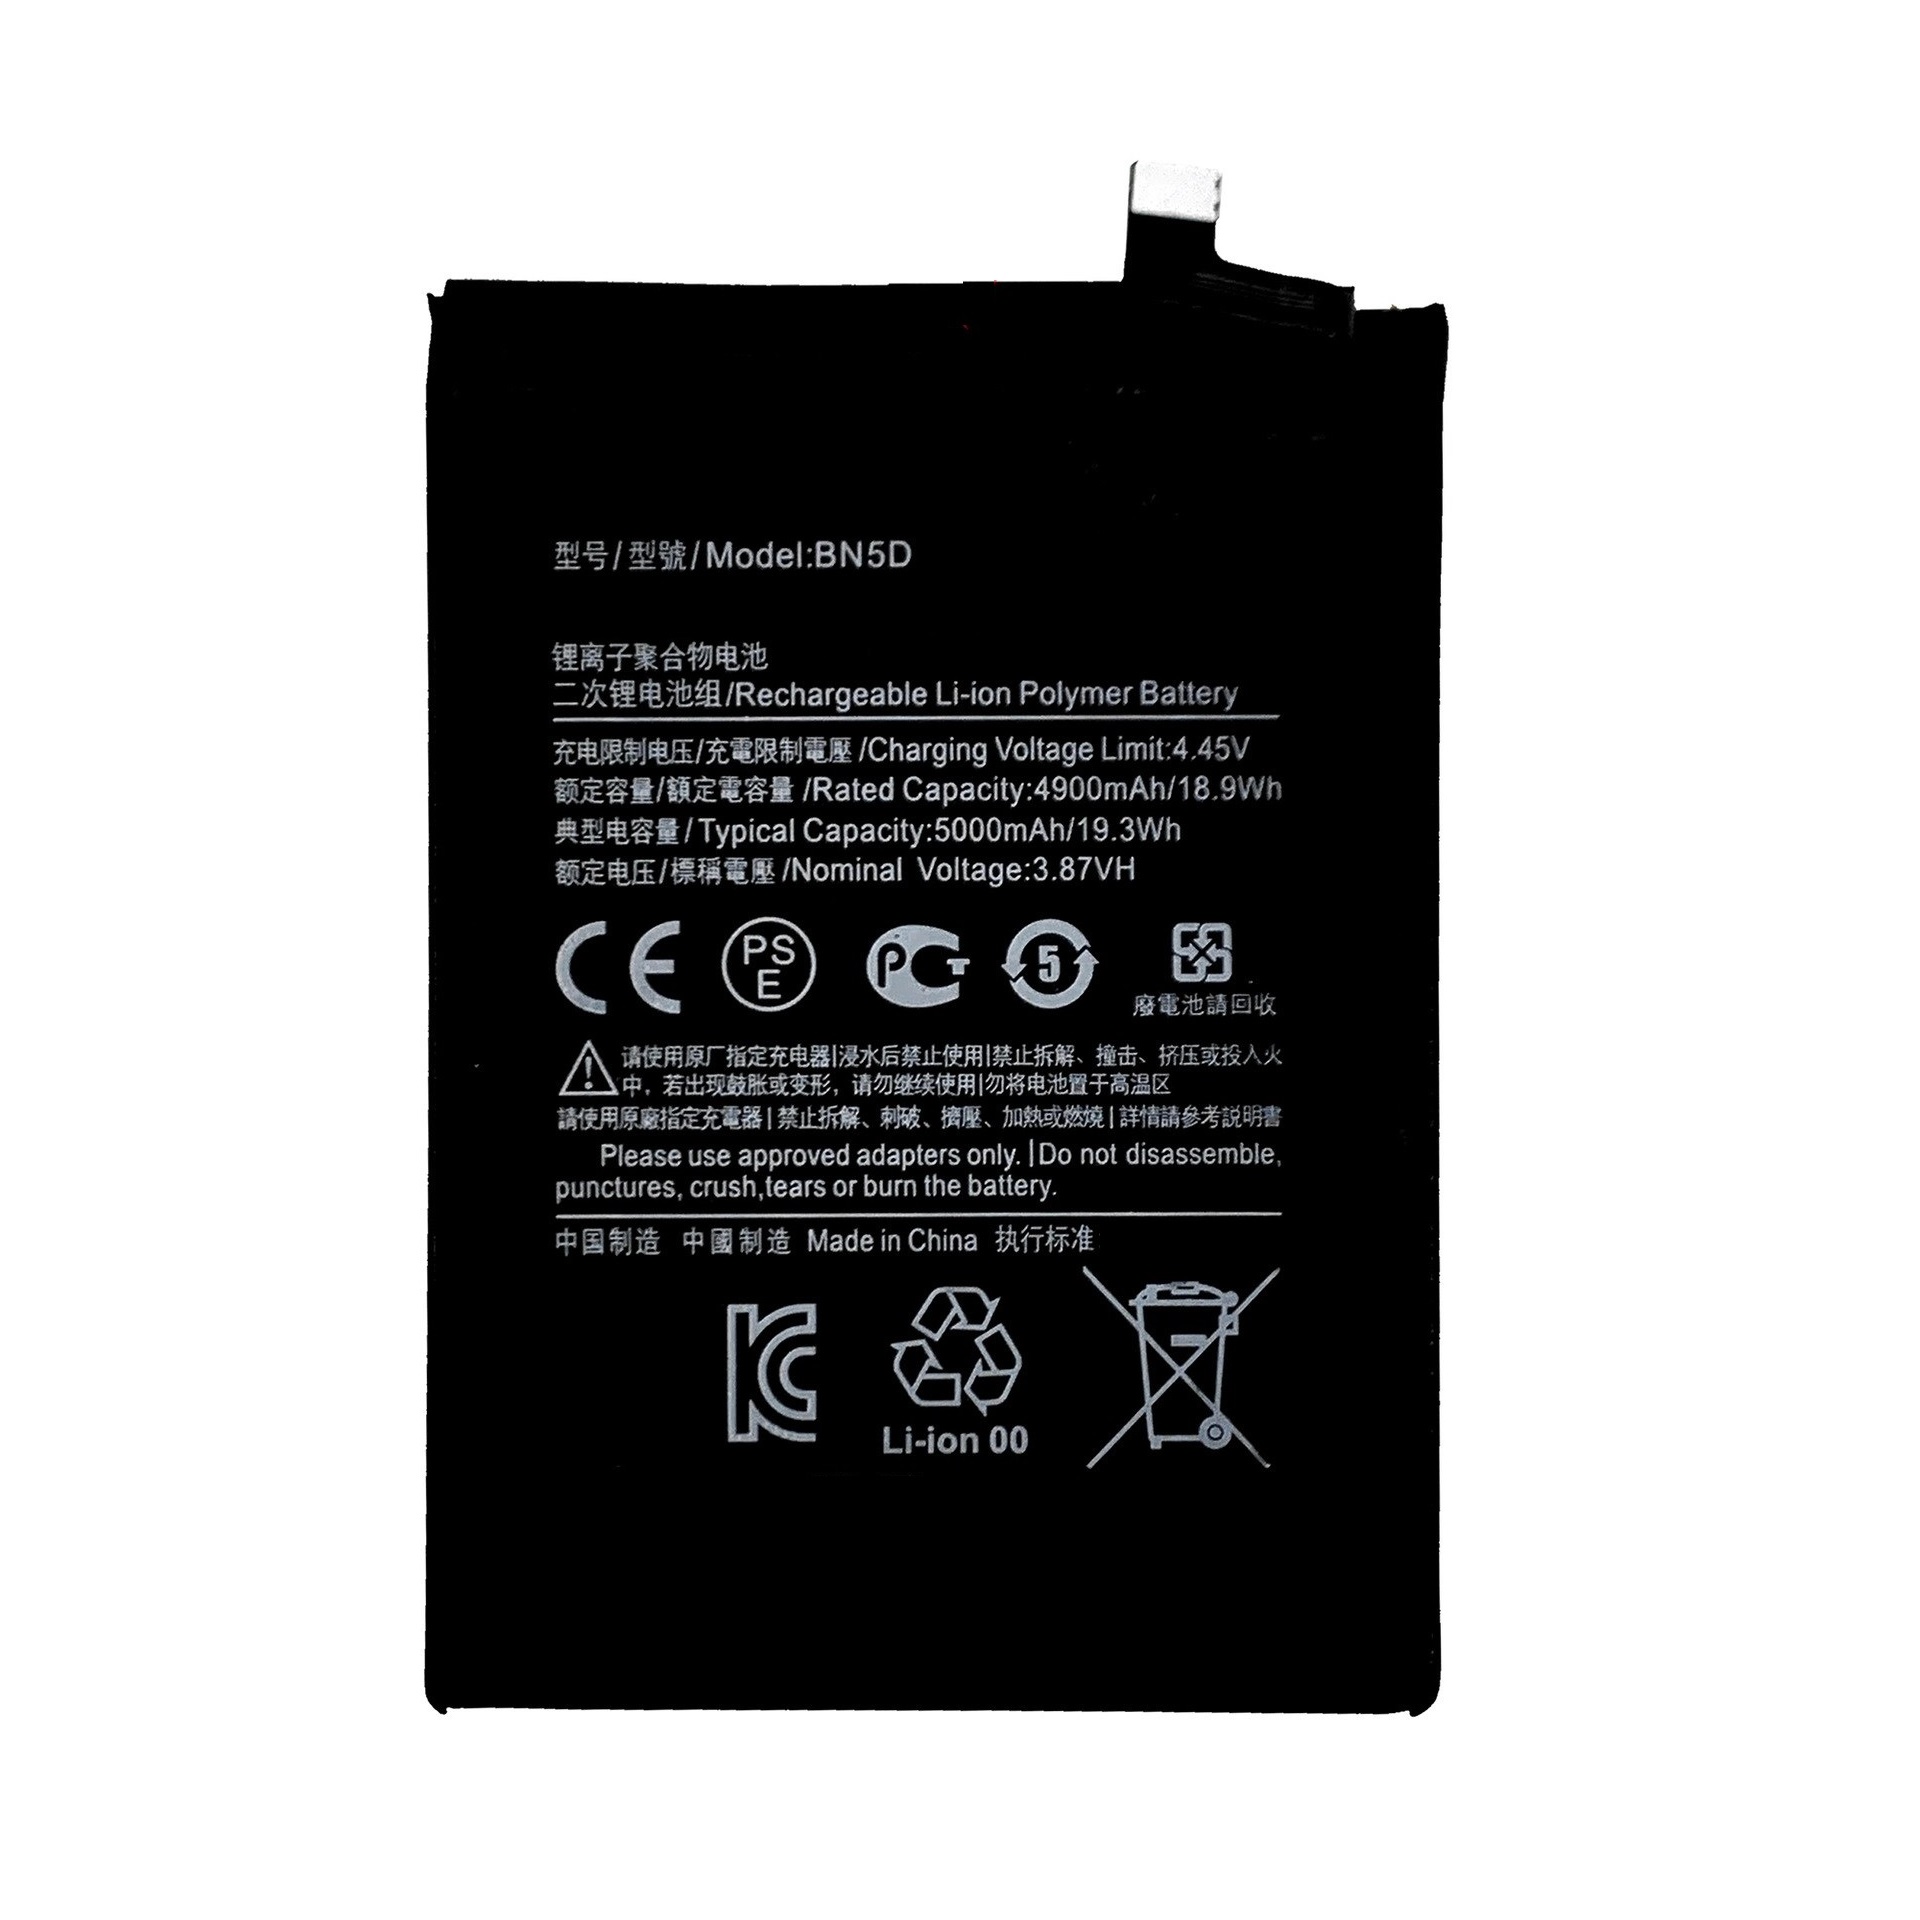 型号/型號/Model:BN5D
锂离子聚合物电池
二次锂电池组/Rechargeable Li-ion Polymer Battery
充电限制电压/充電限制電壓/Charging Voltage Limit:4.45V
额定容量/額定電容量/Rated Capacity:4900mAh/18.9Wh
典型电容量/Typical Capacity:5000mAh/19.3Wh
额定电压/標稱電壓/Nominal Voltage:3.87VH
CE PSE PCT 5
廢電池請回收
请使用原厂指定充电器|浸水后禁止使用|禁止拆解、撞击、挤压或投入火
中，若出现鼓胀或变形，请勿继续使用|勿将电池置于高温区
請使用原廠指定充電器|禁止拆解、刺破、擠壓、加熱或燃燒|詳情請參考説明書
Please use approved adapters only.|Do not disassemble,
punctures, crush,tears or burn the battery.
中国制造 中國制造 Made in China 执行标准
KC
Li-ion 00